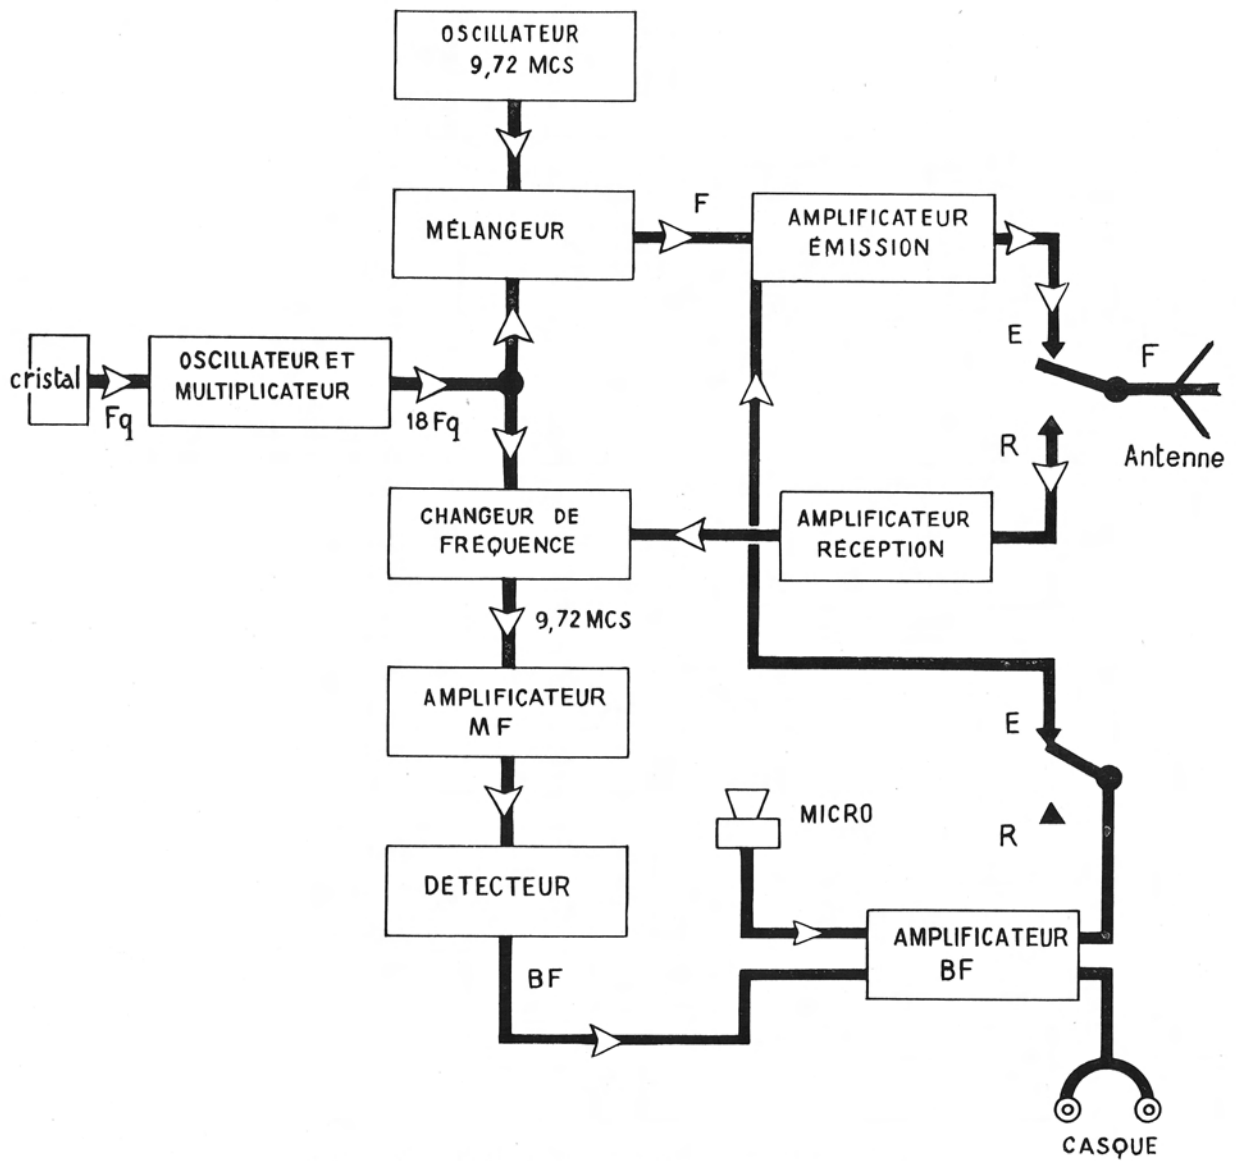 OSCILLATEUR
9,72 MCS
MÉLANGEUR
F
AMPLIFICATEUR
ÉMISSION
cristal
Fq
OSCILLATEUR ET
MULTIPLICATEUR
18 Fq
E
F
R
Antenne
CHANGEUR DE
FRÉQUENCE
AMPLIFICATEUR
RÉCEPTION
9,72 MCS
AMPLIFICATEUR
MF
E
MICRO
R
DÉTECTEUR
BF
AMPLIFICATEUR
BF
CASQUE